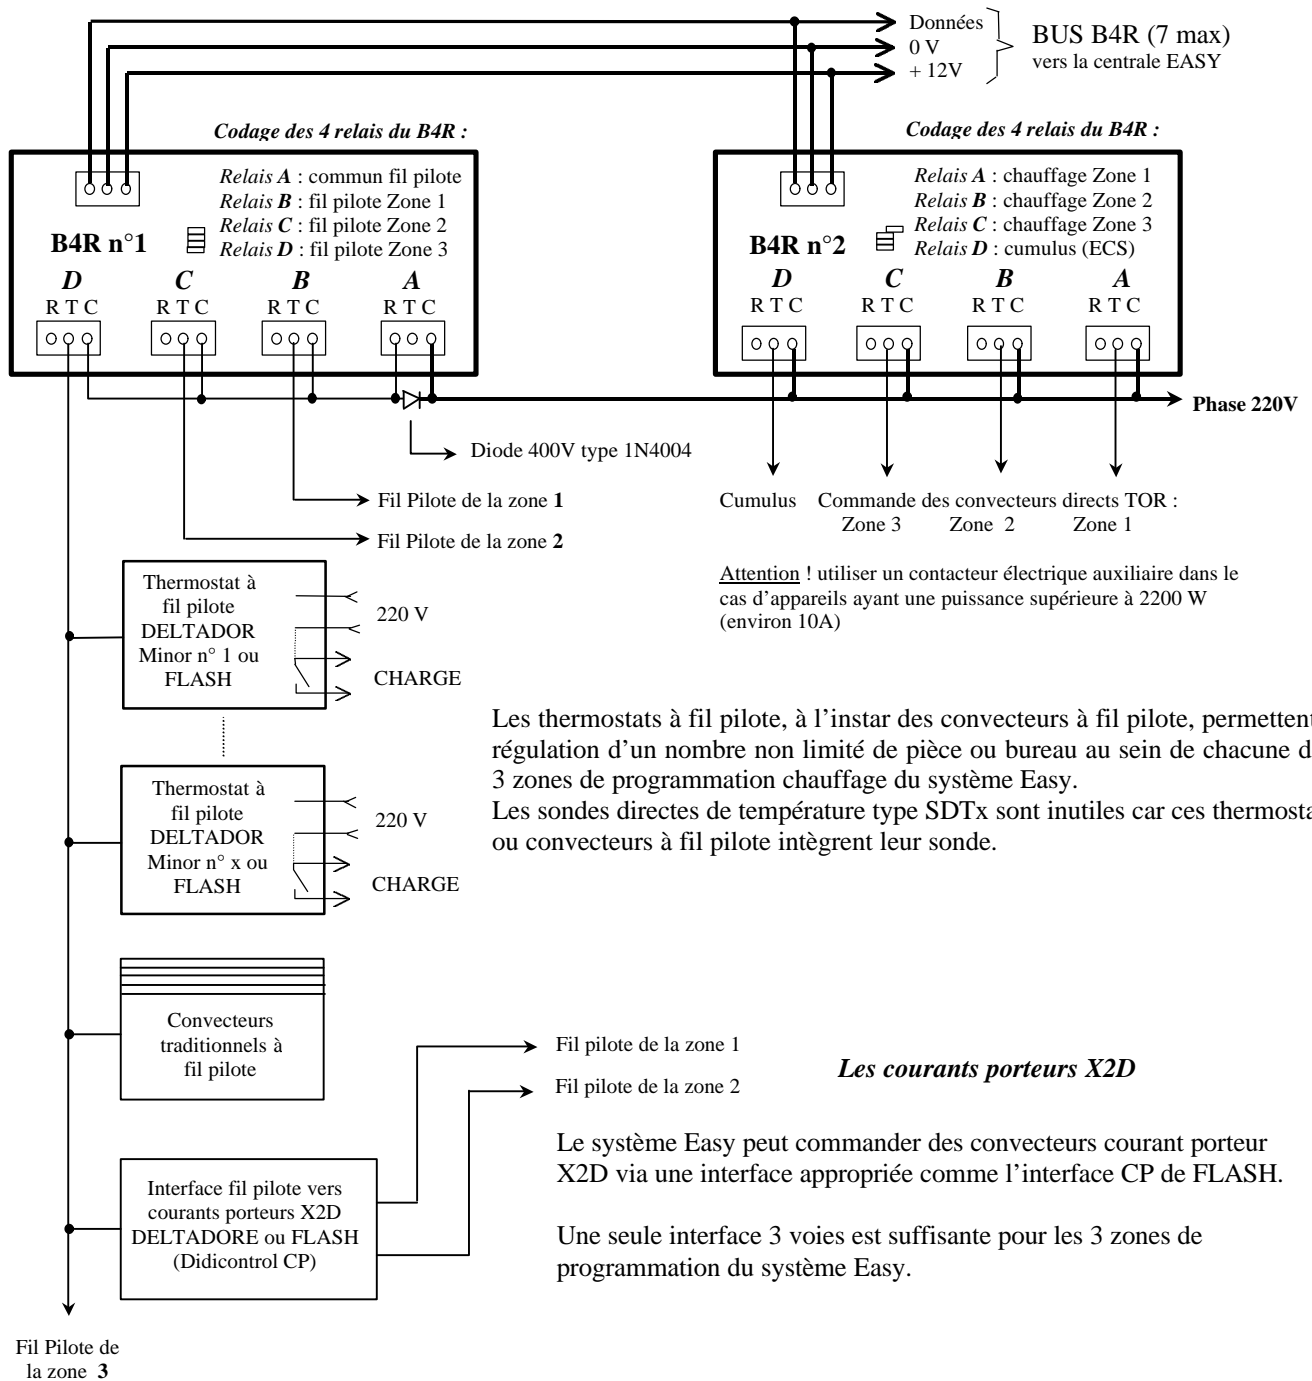 Données
0 V
+ 12V
BUS B4R (7 max)
vers la centrale EASY
Codage des 4 relais du B4R :
Relais A : commun fil pilote
Relais B : fil pilote Zone 1
Relais C : fil pilote Zone 2
Relais D : fil pilote Zone 3
B4R n°1
D C B A
R T C R T C R T C R T C
Codage des 4 relais du B4R :
Relais A : chauffage Zone 1
Relais B : chauffage Zone 2
Relais C : chauffage Zone 3
Relais D : cumulus (ECS)
B4R n°2
D C B A
R T C R T C R T C R T C
Phase 220V
Diode 400V type 1N4004
Fil Pilote de la zone 1
Fil Pilote de la zone 2
Cumulus Commande des convecteurs directs TOR :
Zone 3 Zone 2 Zone 1
Attention ! utiliser un contacteur électrique auxiliaire dans le
cas d’appareils ayant une puissance supérieure à 2200 W
(environ 10A)
Thermostat à
fil pilote
DELTADOR
Minor n° 1 ou
FLASH
220 V
CHARGE
Les thermostats à fil pilote, à l’instar des convecteurs à fil pilote, permettent
régulation d’un nombre non limité de pièce ou bureau au sein de chacune d
3 zones de programmation chauffage du système Easy.
Les sondes directes de température type SDTx sont inutiles car ces thermosta
ou convecteurs à fil pilote intègrent leur sonde.
Thermostat à
fil pilote
DELTADOR
Minor n° x ou
FLASH
220 V
CHARGE
Convecteurs
traditionnels à
fil pilote
Fil pilote de la zone 1
Fil pilote de la zone 2
Les courants porteurs X2D
Le système Easy peut commander des convecteurs courant porteur
X2D via une interface appropriée comme l’interface CP de FLASH.
Une seule interface 3 voies est suffisante pour les 3 zones de
programmation du système Easy.
Interface fil pilote vers
courants porteurs X2D
DELTADORE ou FLASH
(Didicontrol CP)
Fil Pilote de
la zone 3